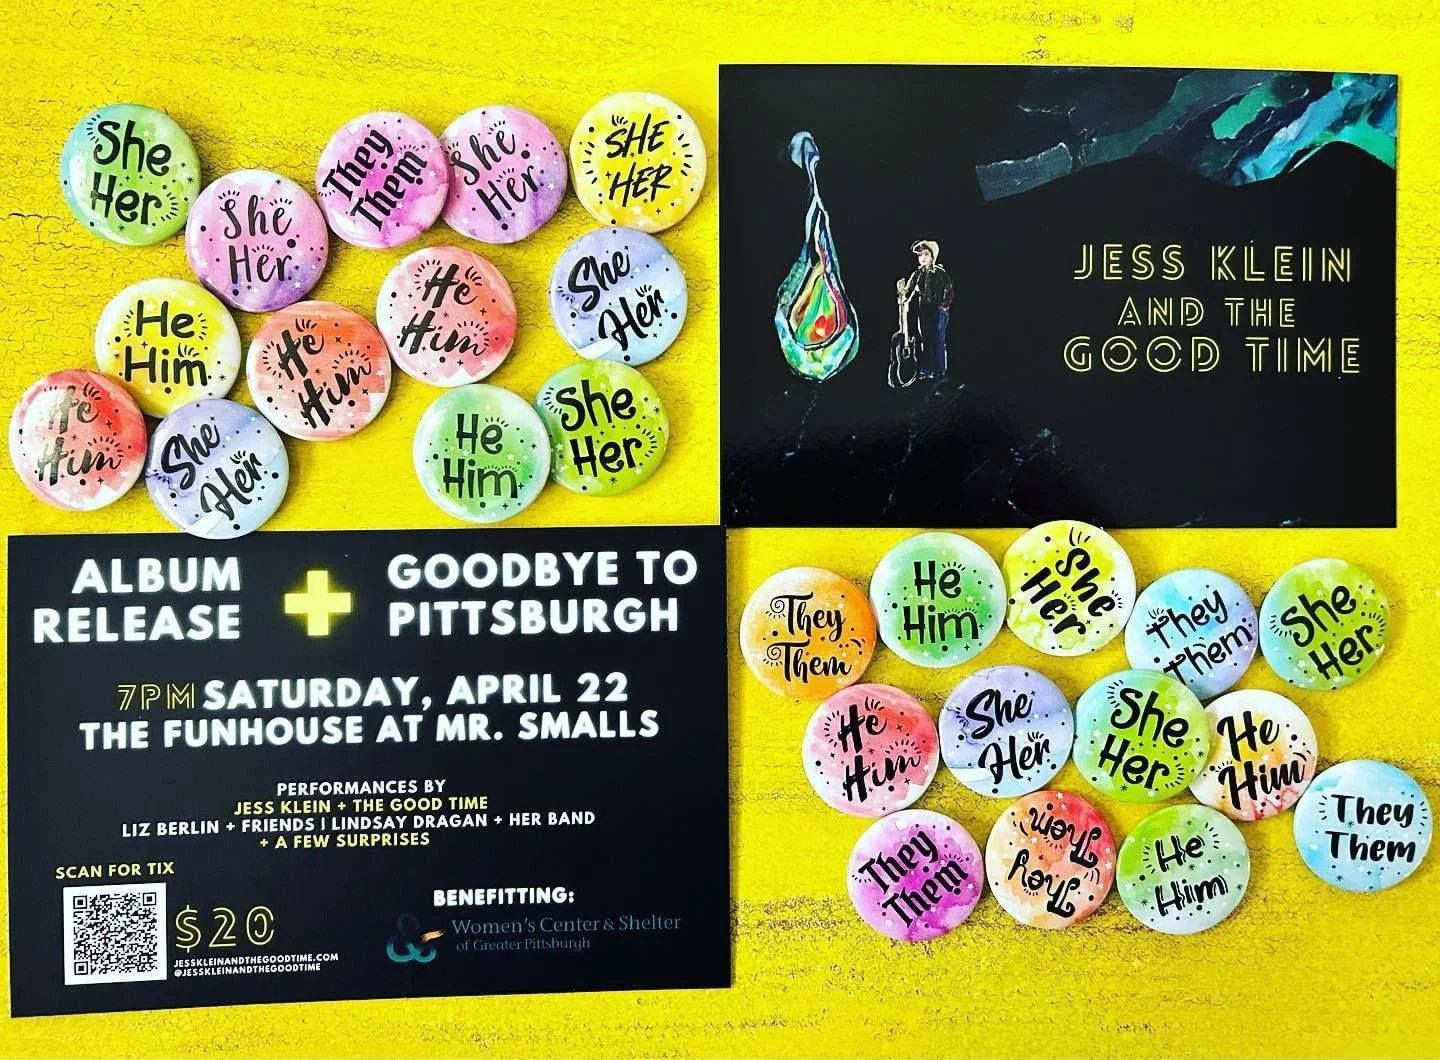 She
Her
She
Her
They
Them
She
Her
SHE
HER
He
Him
He
Him
He
Him
She
Her
He
Him
She
Her
He
Him
She
Her
JESS KLEIN
AND THE
GOOD TIME
ALBUM
RELEASE
+
GOODBYE TO
PITTSBURGH
7PM SATURDAY, APRIL 22
THE FUNHOUSE AT MR. SMALLS
PERFORMANCES BY
JESS KLEIN + THE GOOD TIME
LIZ BERLIN + FRIENDS | LINDSAY DRAGAN + HER BAND
+ A FEW SURPRISES
SCAN FOR TIX
$20
JESSKLEINANDTHEGOODTIME.COM
@JESSKLEINANDTHEGOODTIME
BENEFITTING:
Women's Center & Shelter
of Greater Pittsburgh
They
Them
He
Him
She
Her
They
Them
She
Her
He
Him
She
Her
She
Her
He
Him
They
Them
They
Them
They
Them
He
Him